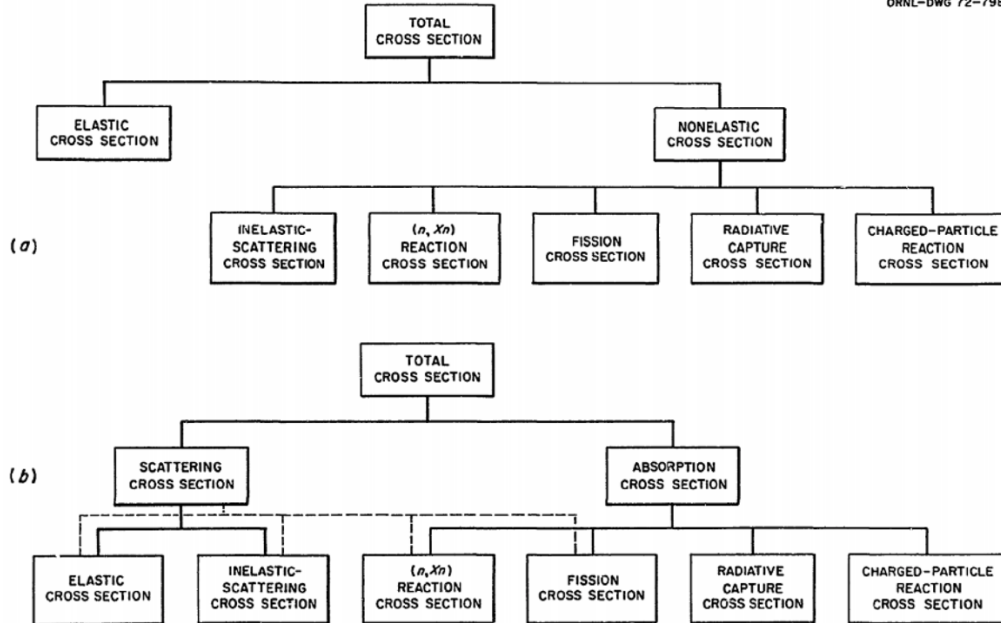 ORNL-DWG 72-798
TOTAL
CROSS SECTION
ELASTIC
CROSS SECTION
NONELASTIC
CROSS SECTION
(a)
INELASTIC-
SCATTERING
CROSS SECTION
(n, Xn)
REACTION
CROSS SECTION
FISSION
CROSS SECTION
RADIATIVE
CAPTURE
CROSS SECTION
CHARGED-PARTICLE
REACTION
CROSS SECTION
TOTAL
CROSS SECTION
(b)
SCATTERING
CROSS SECTION
ABSORPTION
CROSS SECTION
ELASTIC
CROSS SECTION
INELASTIC-
SCATTERING
CROSS SECTION
(n,Xn)
REACTION
CROSS SECTION
FISSION
CROSS SECTION
RADIATIVE
CAPTURE
CROSS SECTION
CHARGED-PARTICLE
REACTION
CROSS SECTION